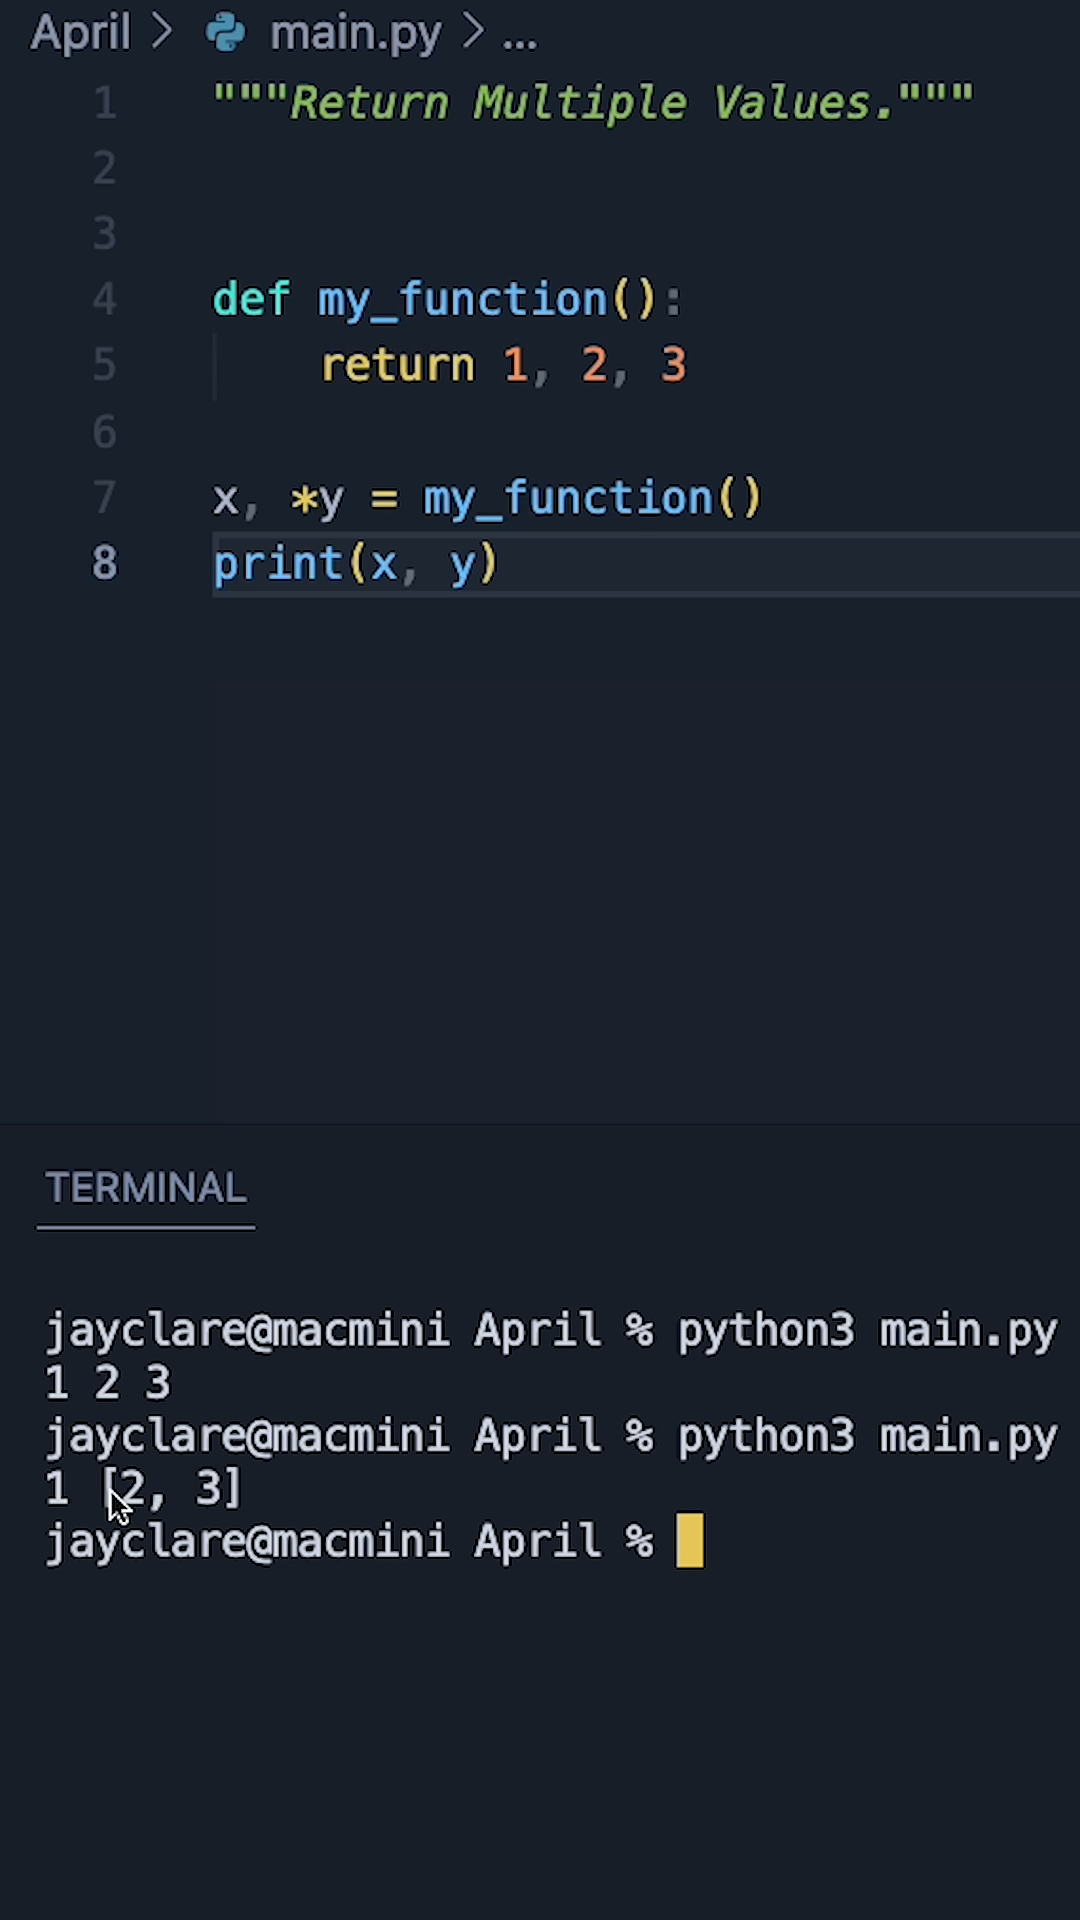 April > main.py > ...
1 """Return Multiple Values."""
2
3
4 def my_function():
5     return 1, 2, 3
6
7 x, *y = my_function()
8 print(x, y)
TERMINAL
jayclare@macmini April % python3 main.py
1 2 3
jayclare@macmini April % python3 main.py
1 [2, 3]
jayclare@macmini April %